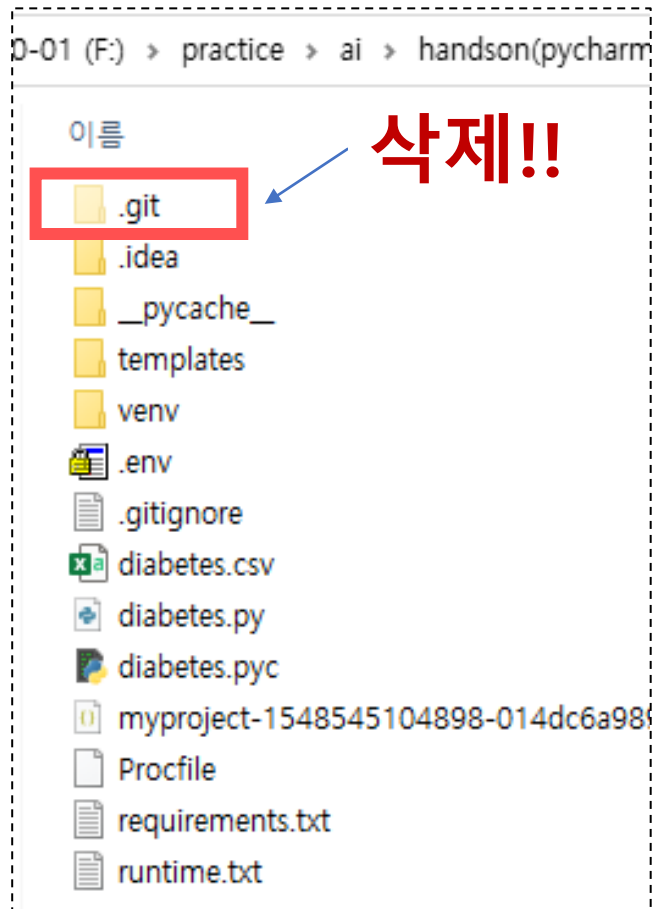 0-01 (F:) > practice > ai > handson(pycharm
이름
삭제!!
.git
.idea
__pycache__
templates
venv
.env
.gitignore
diabetes.csv
diabetes.py
diabetes.pyc
myproject-1548545104898-014dc6a989
Procfile
requirements.txt
runtime.txt